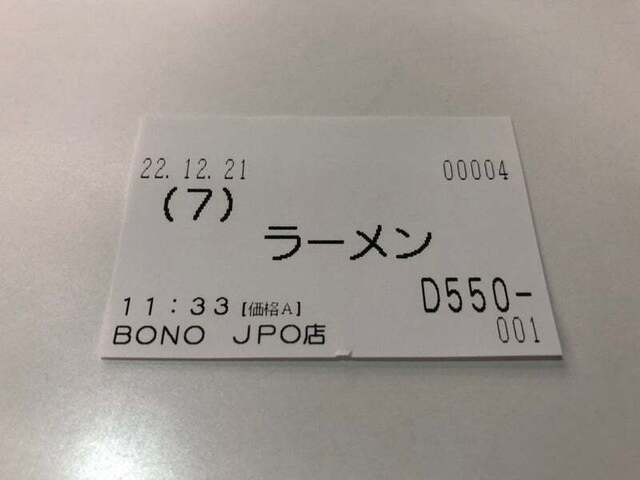 22.12.21 00004
(7)
ラーメン
D550-
11:33【価格A】
001
BONO JPO店